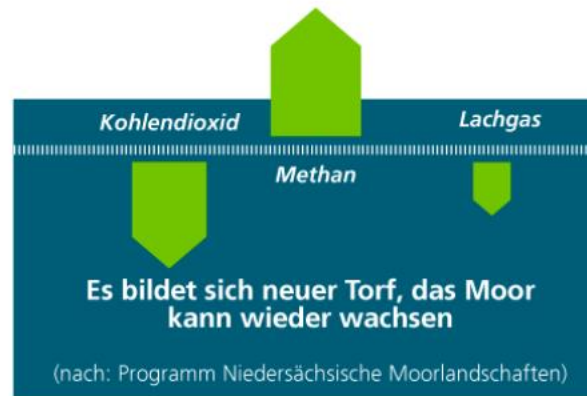 Kohlendioxid
Lachgas
Methan
Es bildet sich neuer Torf, das Moor
kann wieder wachsen
(nach: Programm Niedersächsische Moorlandschaften)